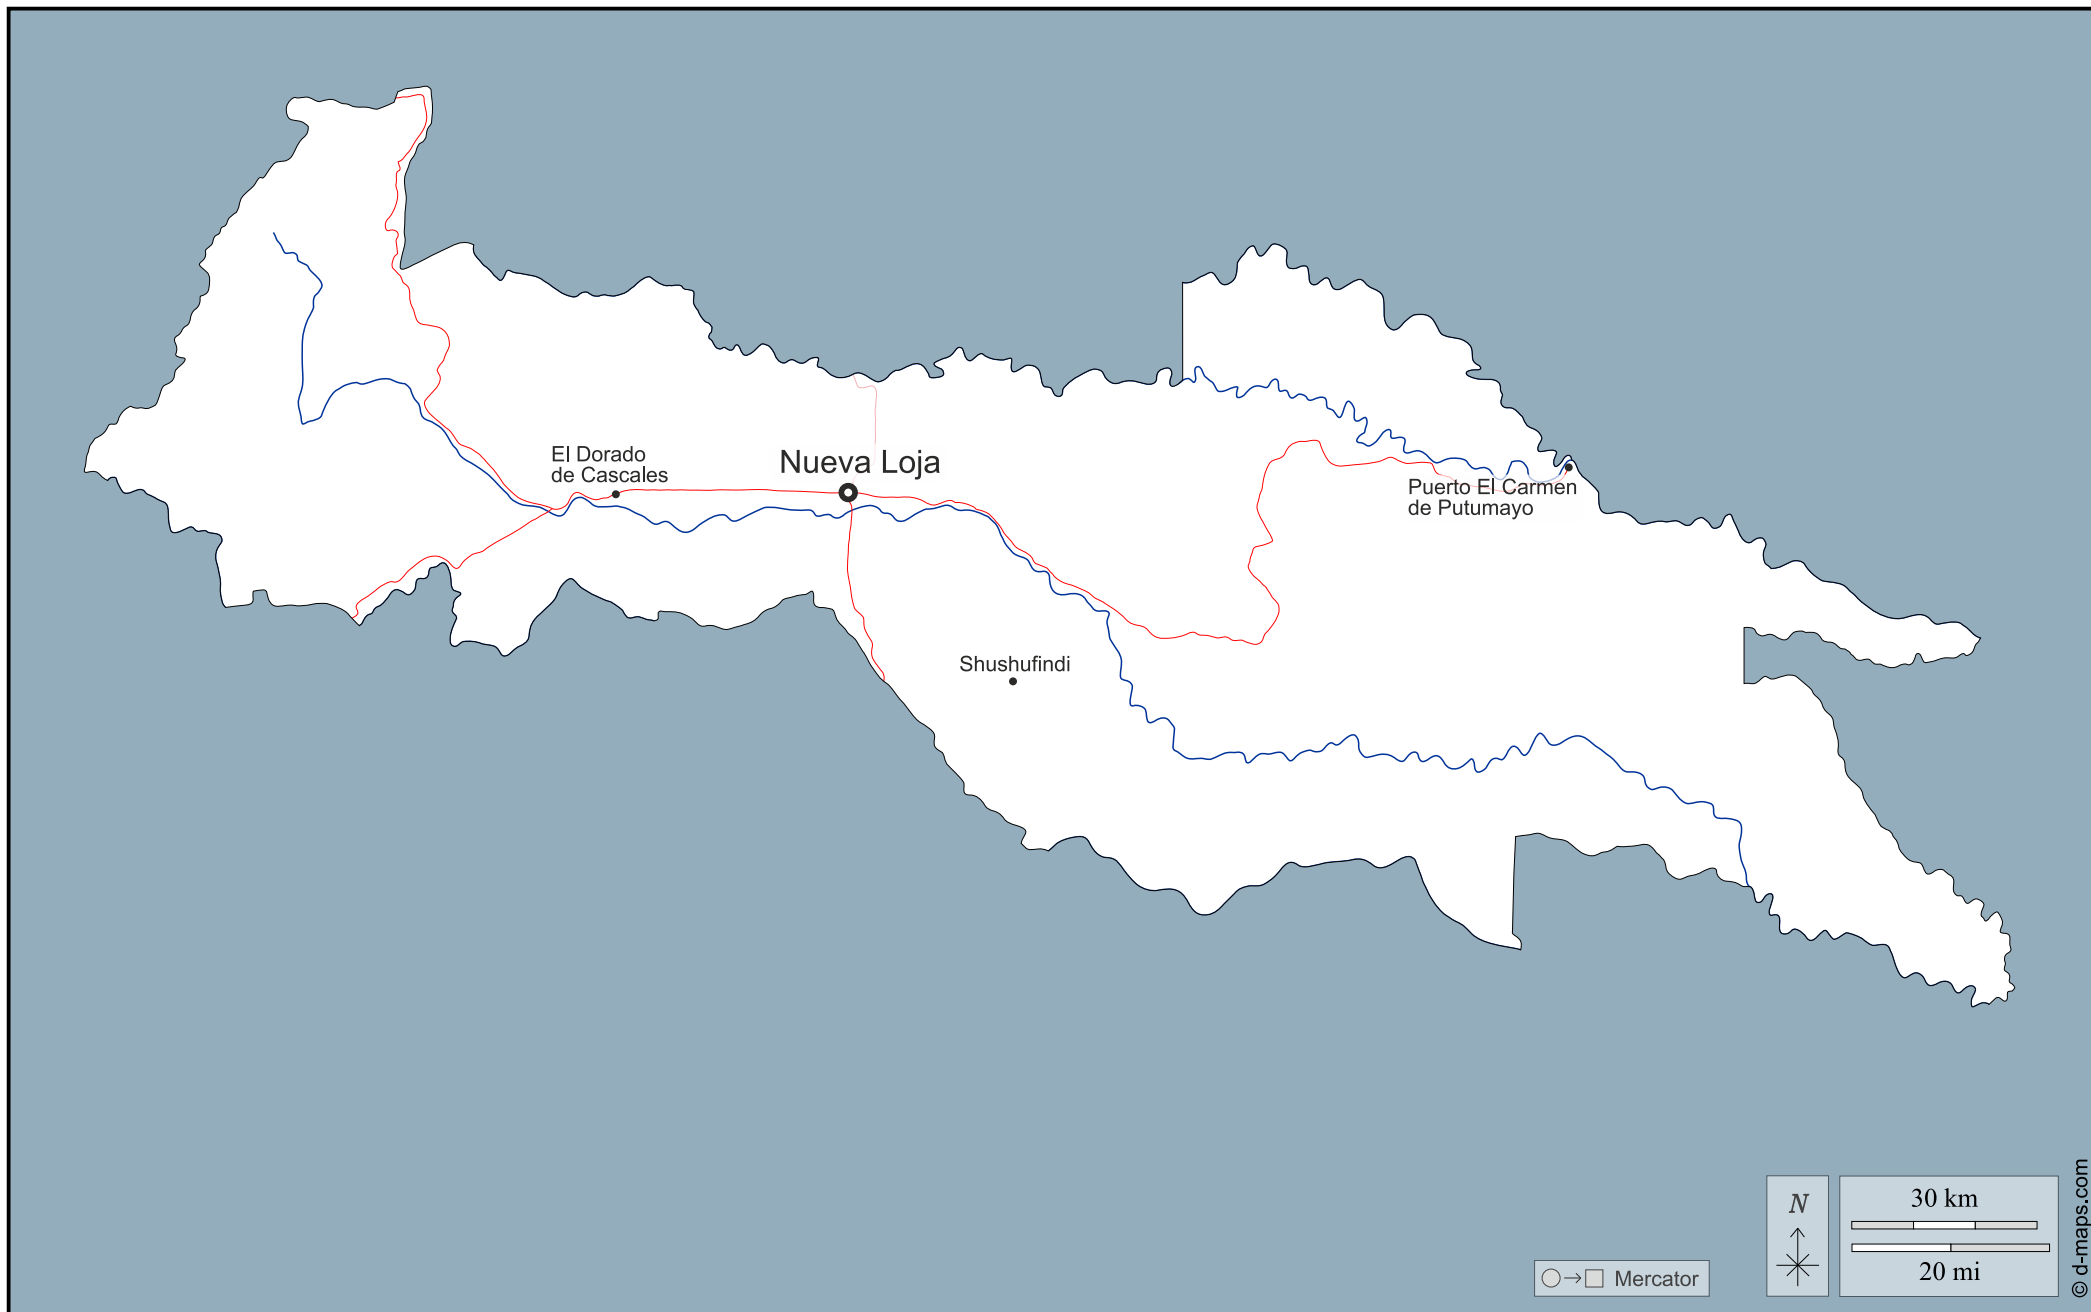 El Dorado
de Cascales
Nueva Loja
Puerto El Carmen
de Putumayo
Shushufindi
N
30 km
20 mi
Mercator
© d-maps.com